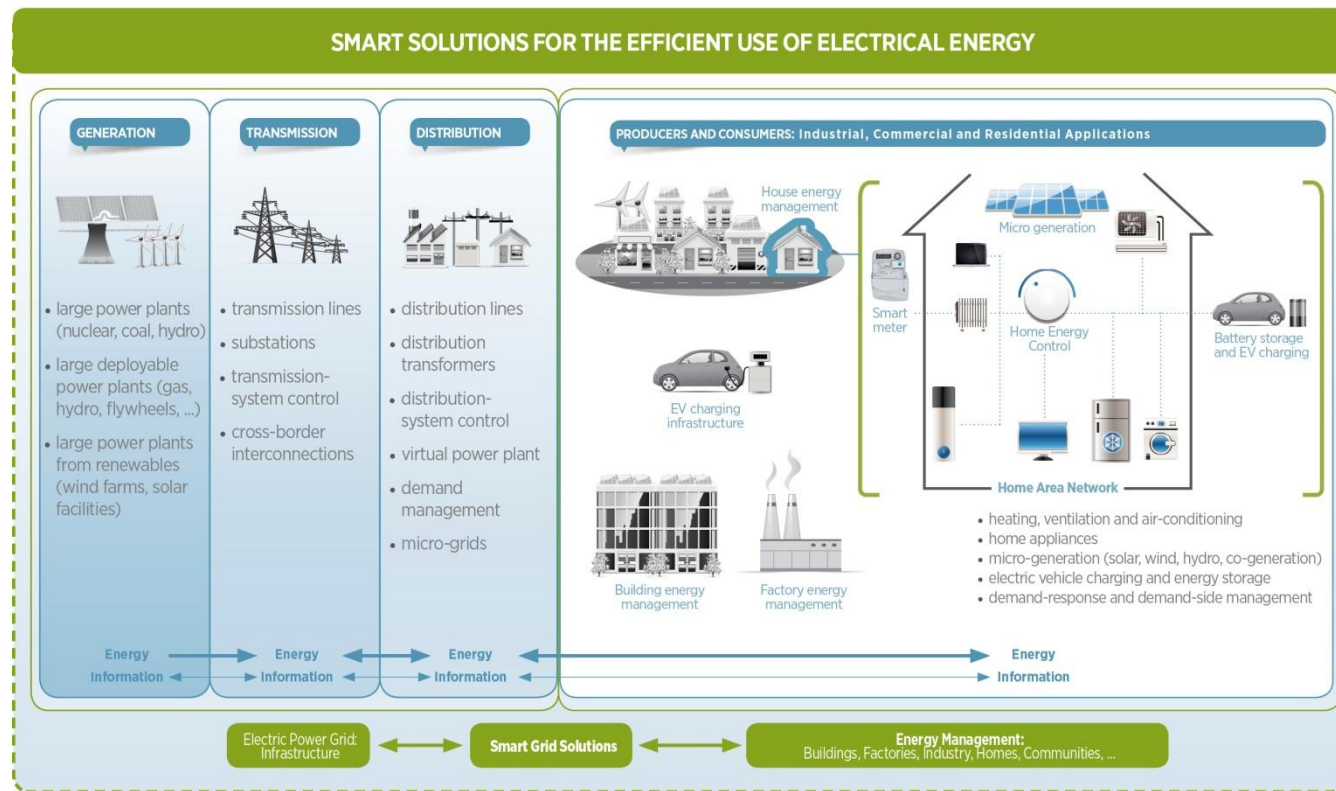 SMART SOLUTIONS FOR THE EFFICIENT USE OF ELECTRICAL ENERGY
GENERATION
• large power plants
(nuclear, coal, hydro)
• large deployable
power plants (gas,
hydro, flywheels, ...)
• large power plants
from renewables
(wind farms, solar
facilities)
TRANSMISSION
• transmission lines
• substations
• transmission-
system control
• cross-border
interconnections
DISTRIBUTION
• distribution lines
• distribution
transformers
• distribution-
system control
• virtual power plant
• demand
management
• micro-grids
PRODUCERS AND CONSUMERS: Industrial, Commercial and Residential Applications
House energy
management
EV charging
infrastructure
Building energy
management
Factory energy
management
Smart
meter
Micro generation
Home Energy
Control
Battery storage
and EV charging
Home Area Network
• heating, ventilation and air-conditioning
• home appliances
• micro-generation (solar, wind, hydro, co-generation)
• electric vehicle charging and energy storage
• demand-response and demand-side management
Energy Energy Energy Energy
Information Information Information Information
Electric Power Grid:
Infrastructure
Smart Grid Solutions
Energy Management:
Buildings, Factories, Industry, Homes, Communities, ...